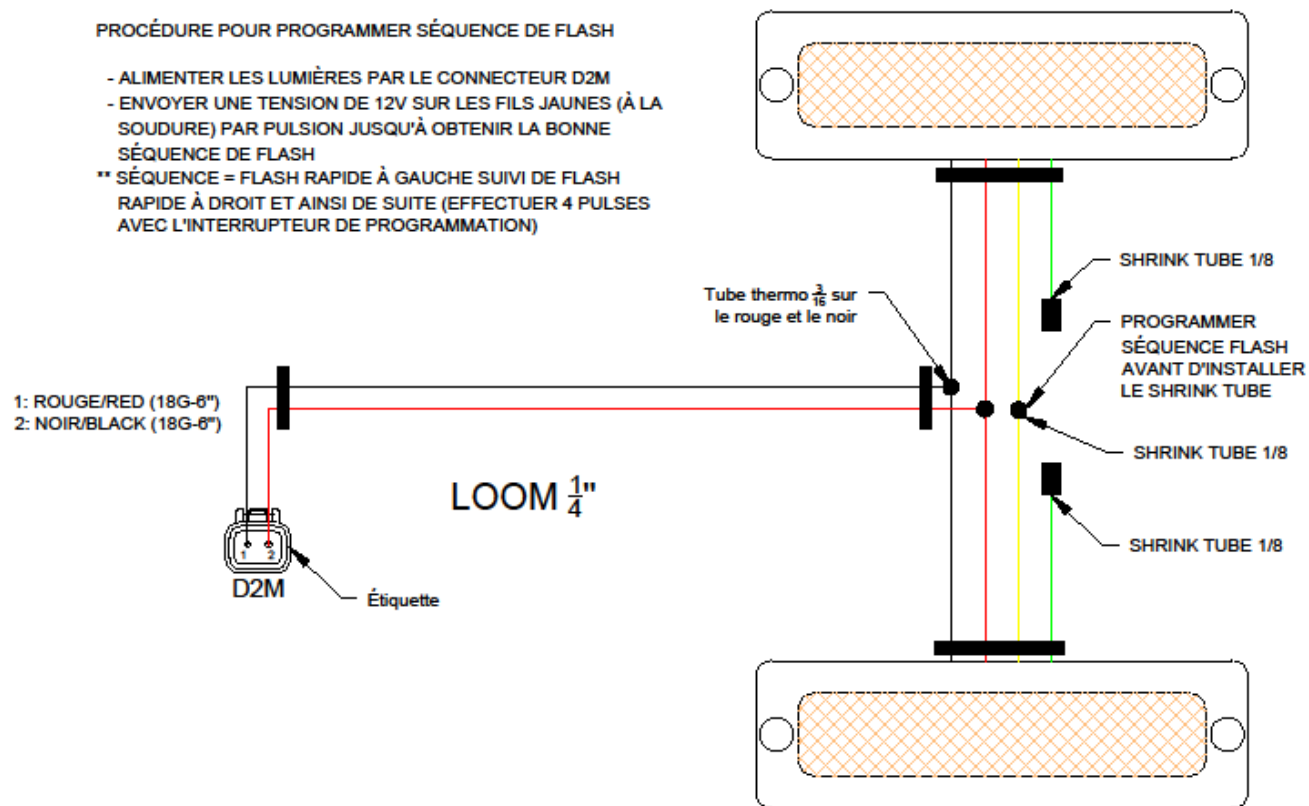 PROCÉDURE POUR PROGRAMMER SÉQUENCE DE FLASH
- ALIMENTER LES LUMIÈRES PAR LE CONNECTEUR D2M
- ENVOYER UNE TENSION DE 12V SUR LES FILS JAUNES (À LA
SOUDURE) PAR PULSION JUSQU'À OBTENIR LA BONNE
SÉQUENCE DE FLASH
** SÉQUENCE = FLASH RAPIDE À GAUCHE SUIVI DE FLASH
RAPIDE À DROIT ET AINSI DE SUITE (EFFECTUER 4 PULSES
AVEC L'INTERRUPTEUR DE PROGRAMMATION)
SHRINK TUBE 1/8
Tube thermo 3/16 sur
le rouge et le noir
PROGRAMMER
SÉQUENCE FLASH
AVANT D'INSTALLER
LE SHRINK TUBE
1: ROUGE/RED (18G-6")
2: NOIR/BLACK (18G-6")
SHRINK TUBE 1/8
LOOM 1/4"
SHRINK TUBE 1/8
1 2
D2M
Étiquette